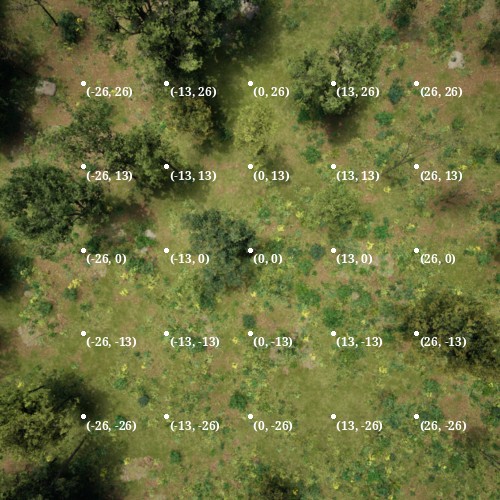 (-26, 26) (-13, 26) (0, 26) (13, 26) (26, 26)
(-26, 13) (-13, 13) (0, 13) (13, 13) (26, 13)
(-26, 0) (-13, 0) (0, 0) (13, 0) (26, 0)
(-26, -13) (-13, -13) (0, -13) (13, -13) (26, -13)
(-26, -26) (-13, -26) (0, -26) (13, -26) (26, -26)